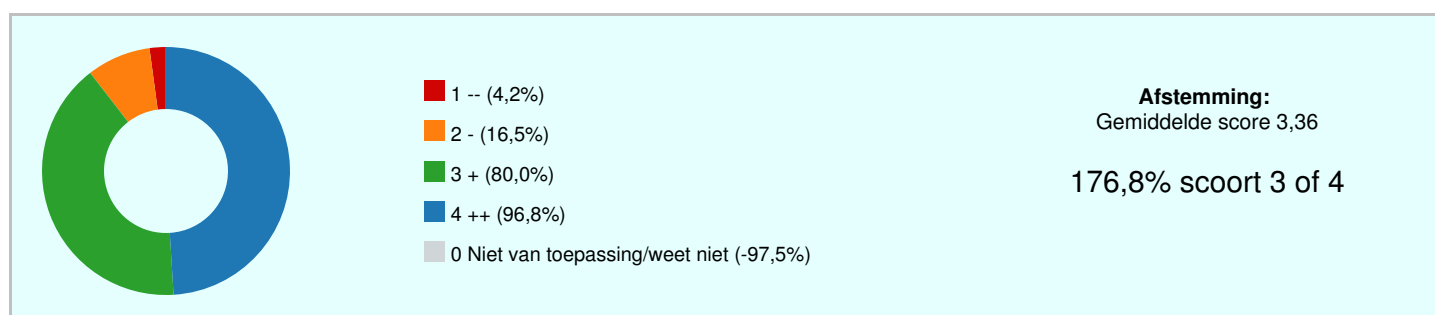 1 -- (4,2%)
2 - (16,5%)
3 + (80,0%)
4 ++ (96,8%)
0 Niet van toepassing/weet niet (-97,5%)
Afstemming:
Gemiddelde score 3,36
176,8% scoort 3 of 4